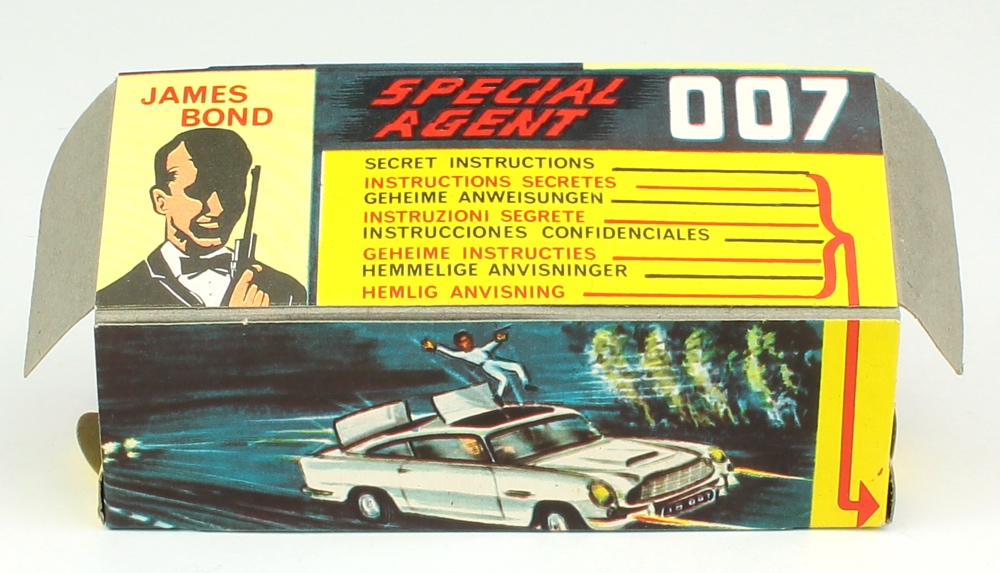 JAMES
BOND
SPECIAL
AGENT
007
SECRET INSTRUCTIONS
INSTRUCTIONS SECRETES
GEHEIME ANWEISUNGEN
INSTRUZIONI SEGRETE
INSTRUCCIONES CONFIDENCIALES
GEHEIME INSTRUCTIES
HEMMELIGE ANVISNINGER
HEMLIG ANVISNING